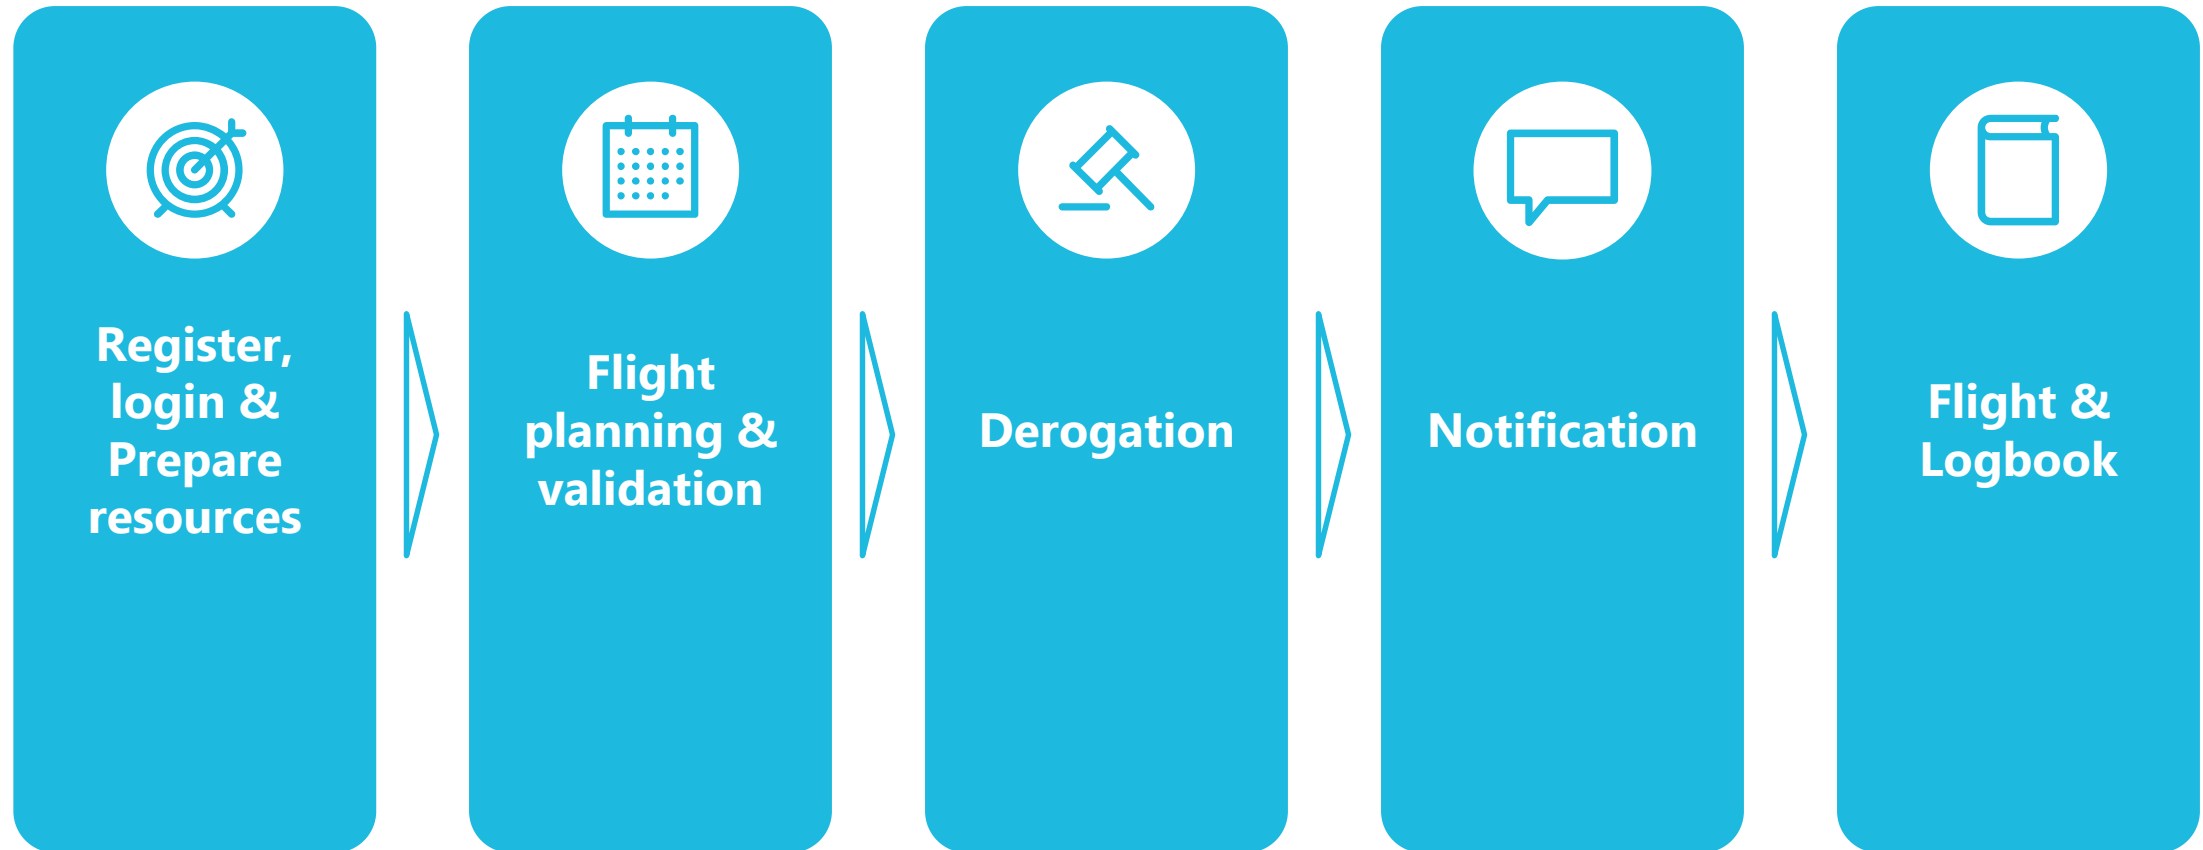 Register,
login &
Prepare
resources
Flight
planning &
validation
Derogation
Notification
Flight &
Logbook